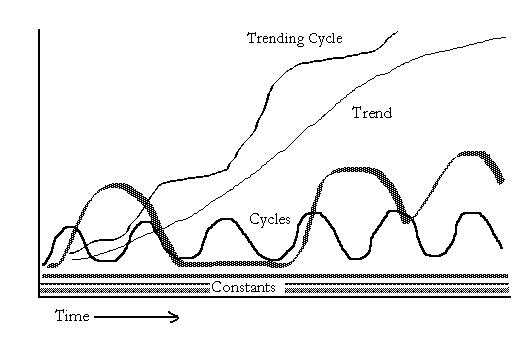 Trending Cycle
Trend
Cycles
Constants
Time